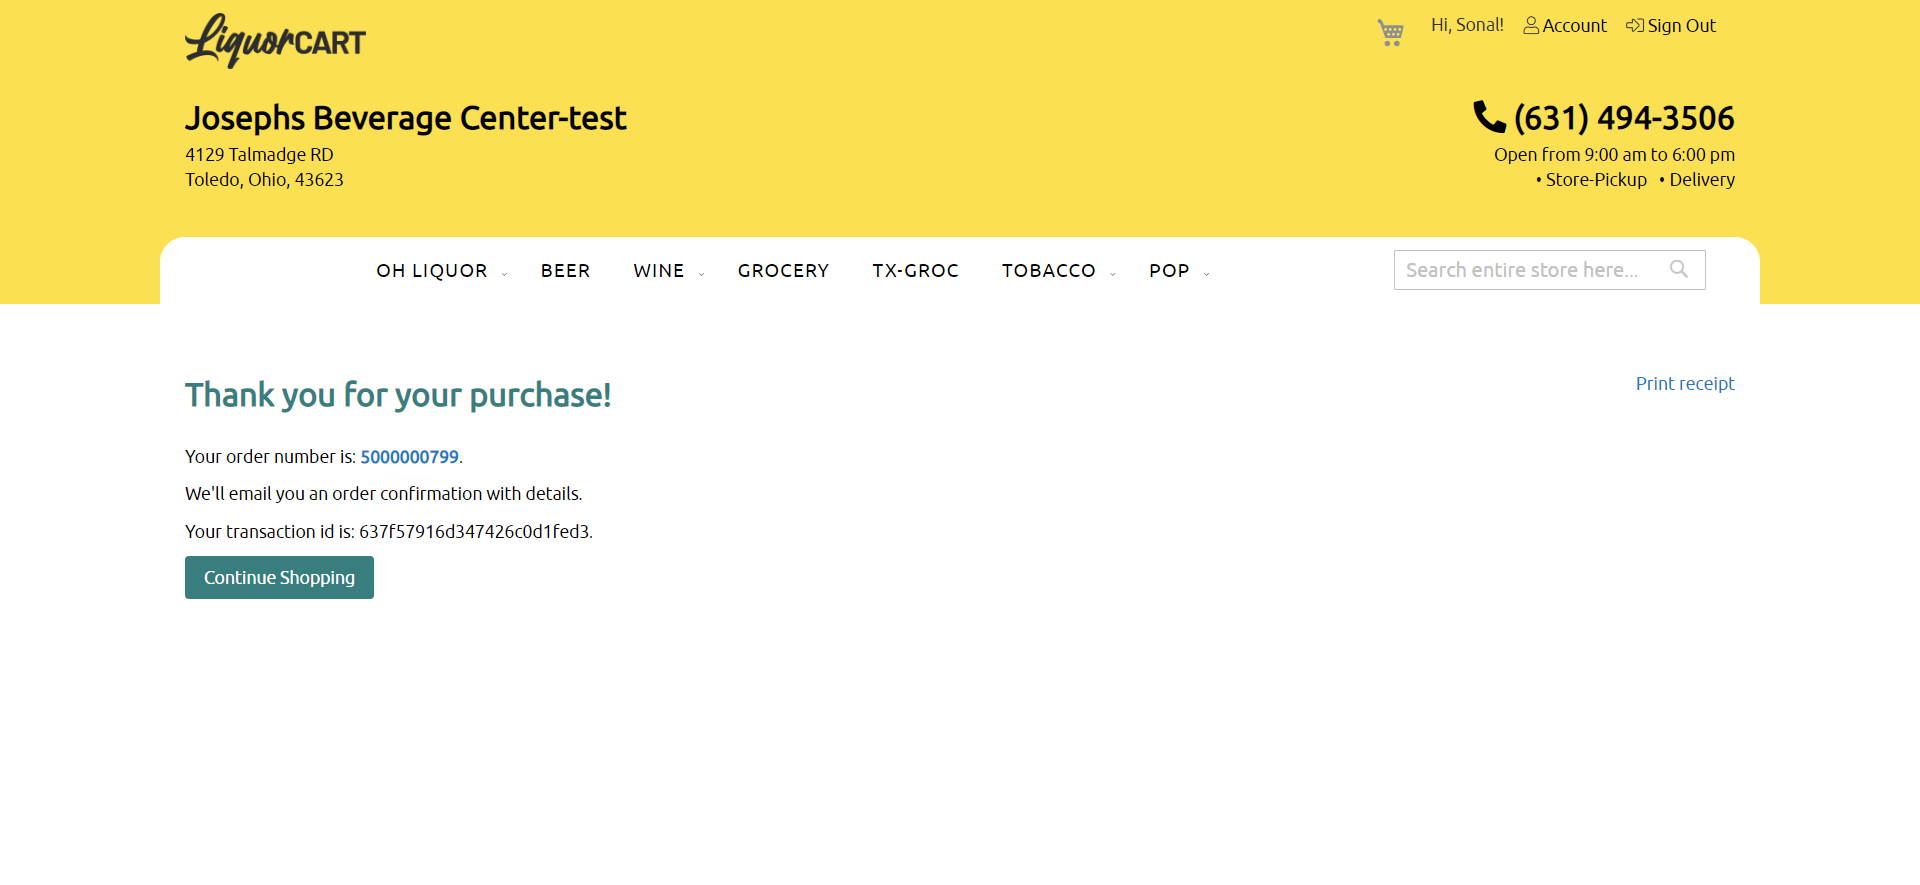 LiquorCART
Hi, Sonal!
Account
Sign Out
Josephs Beverage Center-test
4129 Talmadge RD
Toledo, Ohio, 43623
(631) 494-3506
Open from 9:00 am to 6:00 pm
• Store-Pickup • Delivery
OH LIQUOR BEER WINE GROCERY TX-GROC TOBACCO POP
Search entire store here...
Thank you for your purchase!
Print receipt
Your order number is: 5000000799.
We'll email you an order confirmation with details.
Your transaction id is: 637f57916d347426c0d1fed3.
Continue Shopping